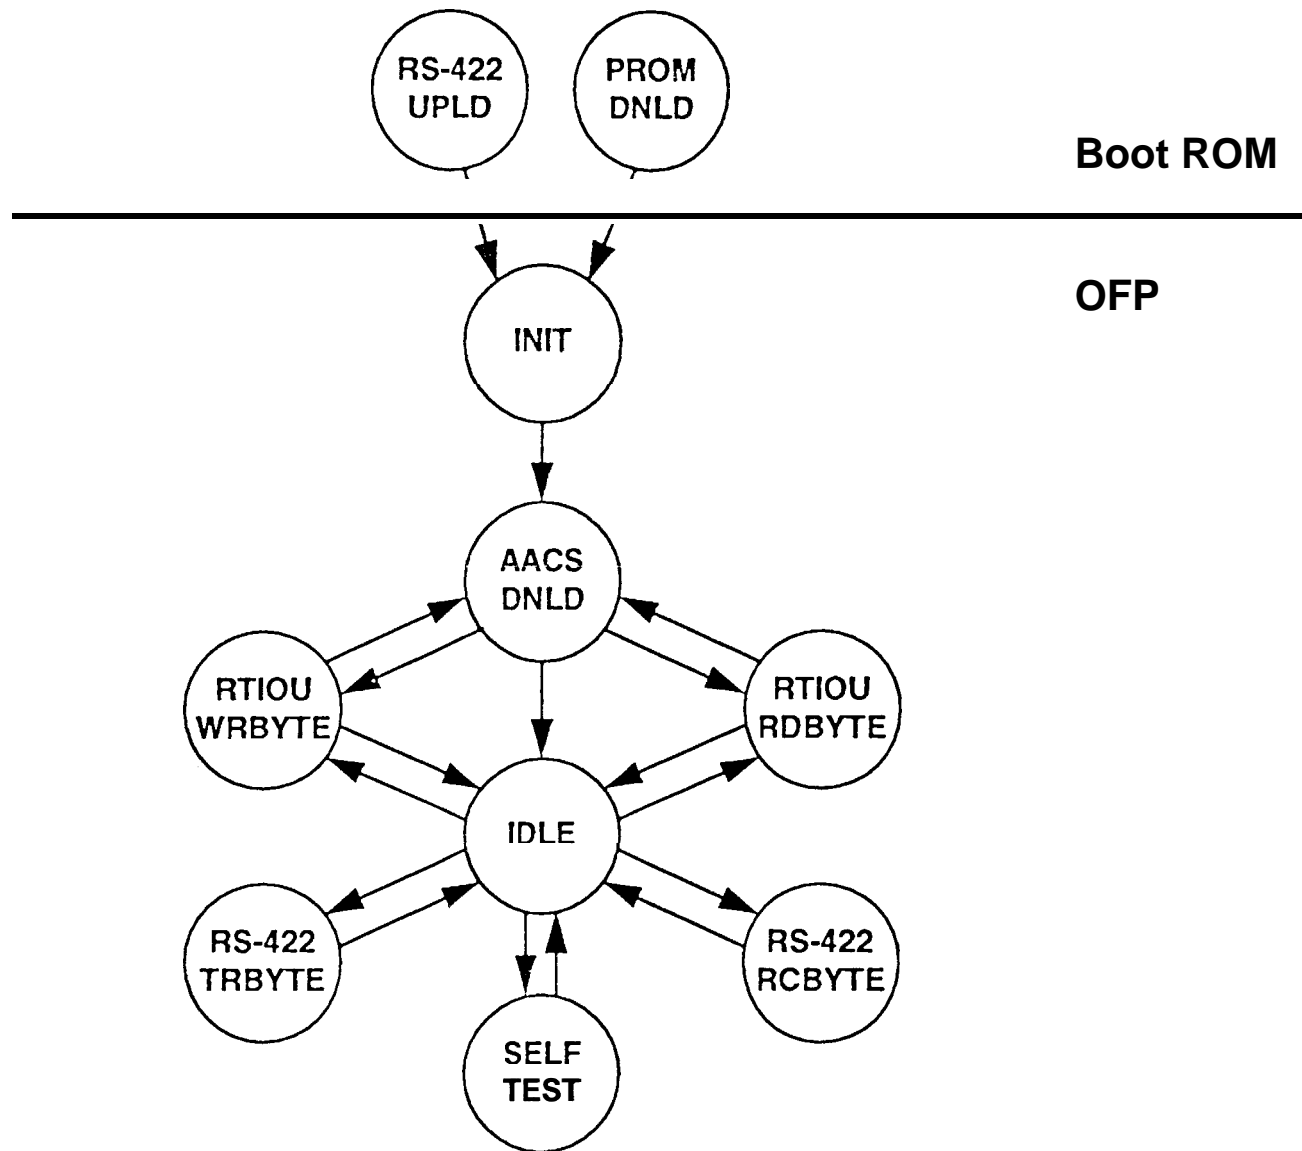 RS-422
UPLD
PROM
DNLD
Boot ROM
OFP
INIT
AACS
DNLD
RTIOU
WRBYTE
RTIOU
RDBYTE
IDLE
RS-422
TRBYTE
RS-422
RCBYTE
SELF
TEST